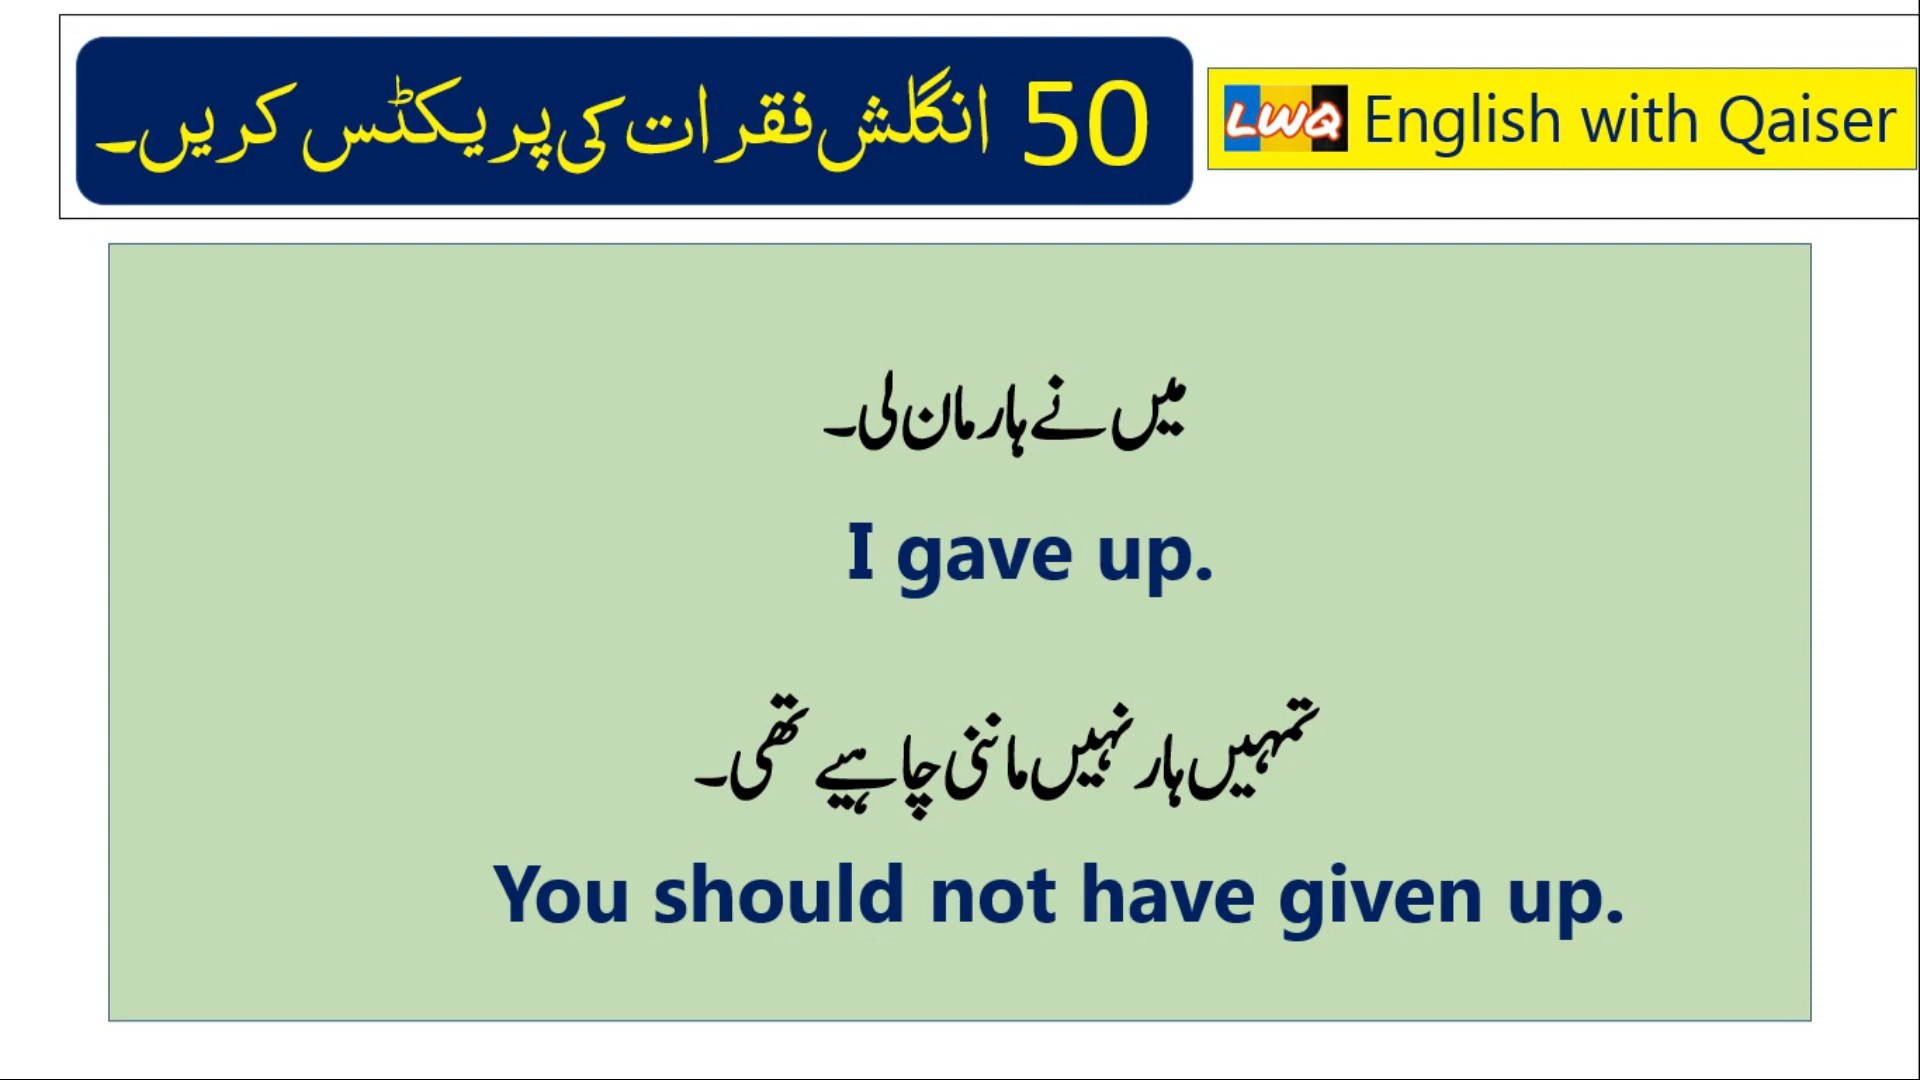 50 انگلش فقرات کی پریکٹس کریں۔
LWQ English with Qaiser
میں نے ہار مان لی۔
I gave up.
تمہیں ہار نہیں ماننی چاہیے تھی۔
You should not have given up.